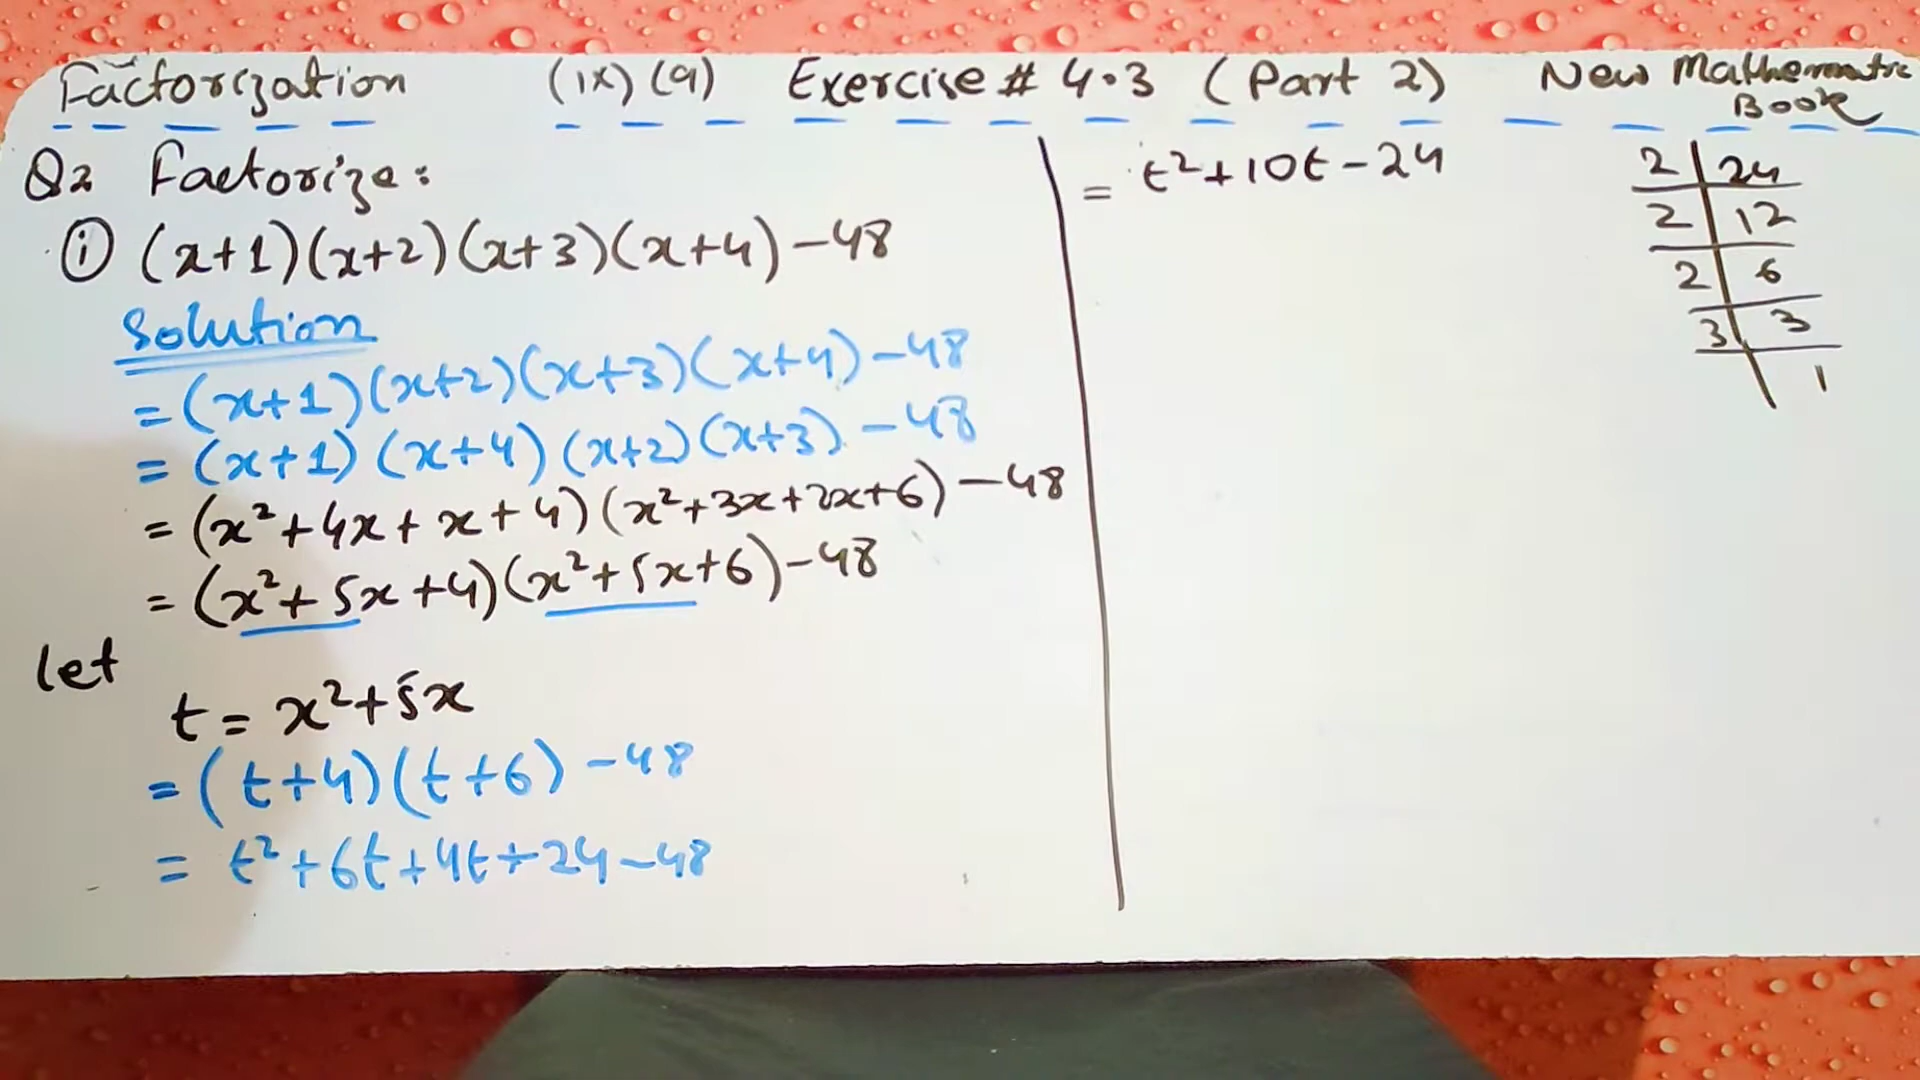 Factorization (IX) (9) Exercise # 4.3 (Part 2) New Mathematic Book
Q2 Factorize:
(i) (x+1)(x+2)(x+3)(x+4)-48
Solution
= (x+1)(x+2)(x+3)(x+4)-48
= (x+1)(x+4)(x+2)(x+3)-48
= (x²+4x+x+4)(x²+3x+2x+6)-48
= (x²+5x+4)(x²+5x+6)-48
let
t = x²+5x
= (t+4)(t+6)-48
= t²+6t+4t+24-48
= t²+10t-24
2 | 24
2 | 12
2 | 6
3 | 3
| 1